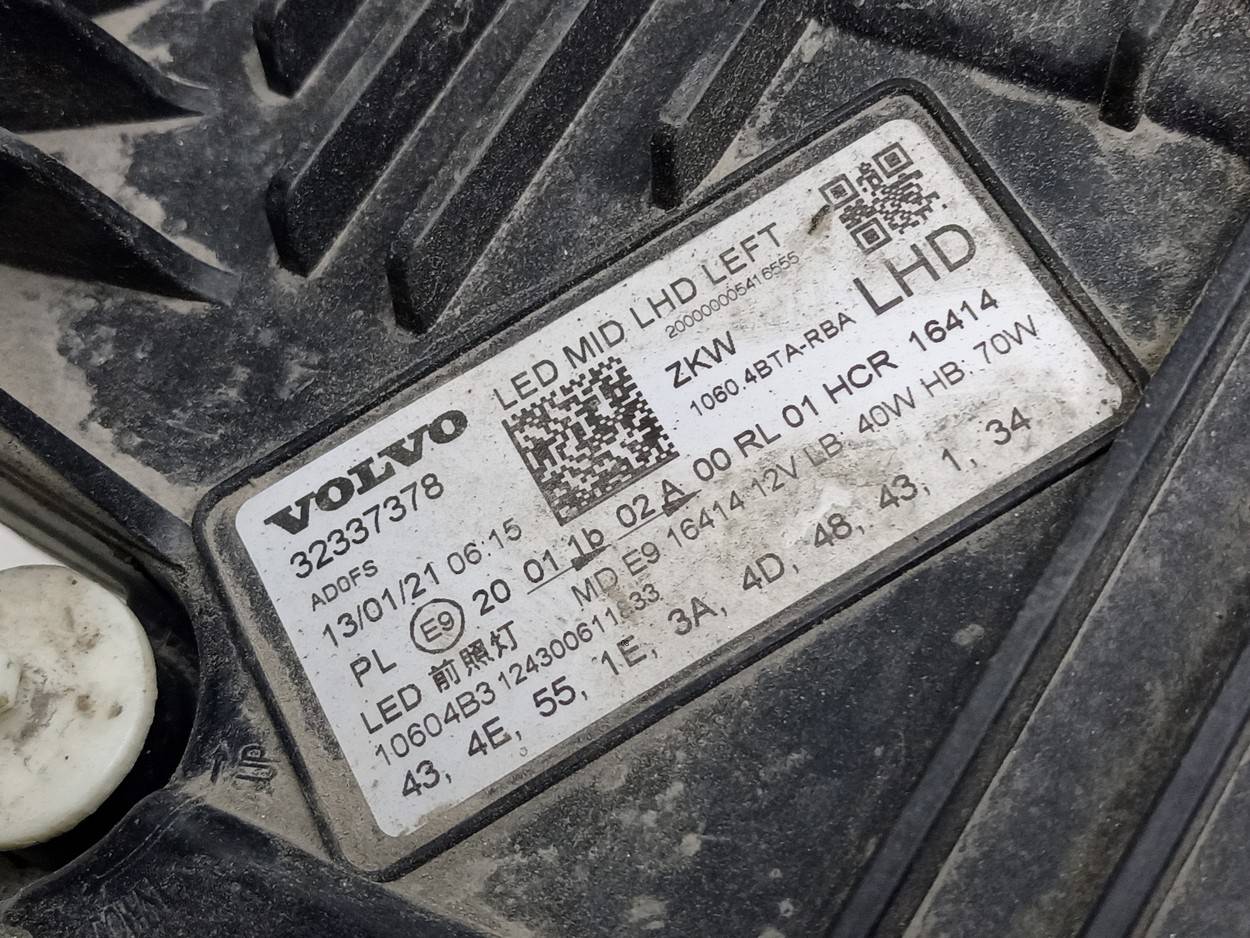 LED MID LHD LEFT
20000005416555
VOLVO
32337378
ZKW
1060.4BTA-RBA LHD
AD0FS
13/01/21 06:15
PL E9 20 01 1b 02 A 00 RL 01 HCR 16414
LED 前照灯 MD E9 16414 12V LB: 40W HB: 70W
10604B3
43, 4E, 55, 1E, 3A, 4D, 48, 43, 1, 34
UP